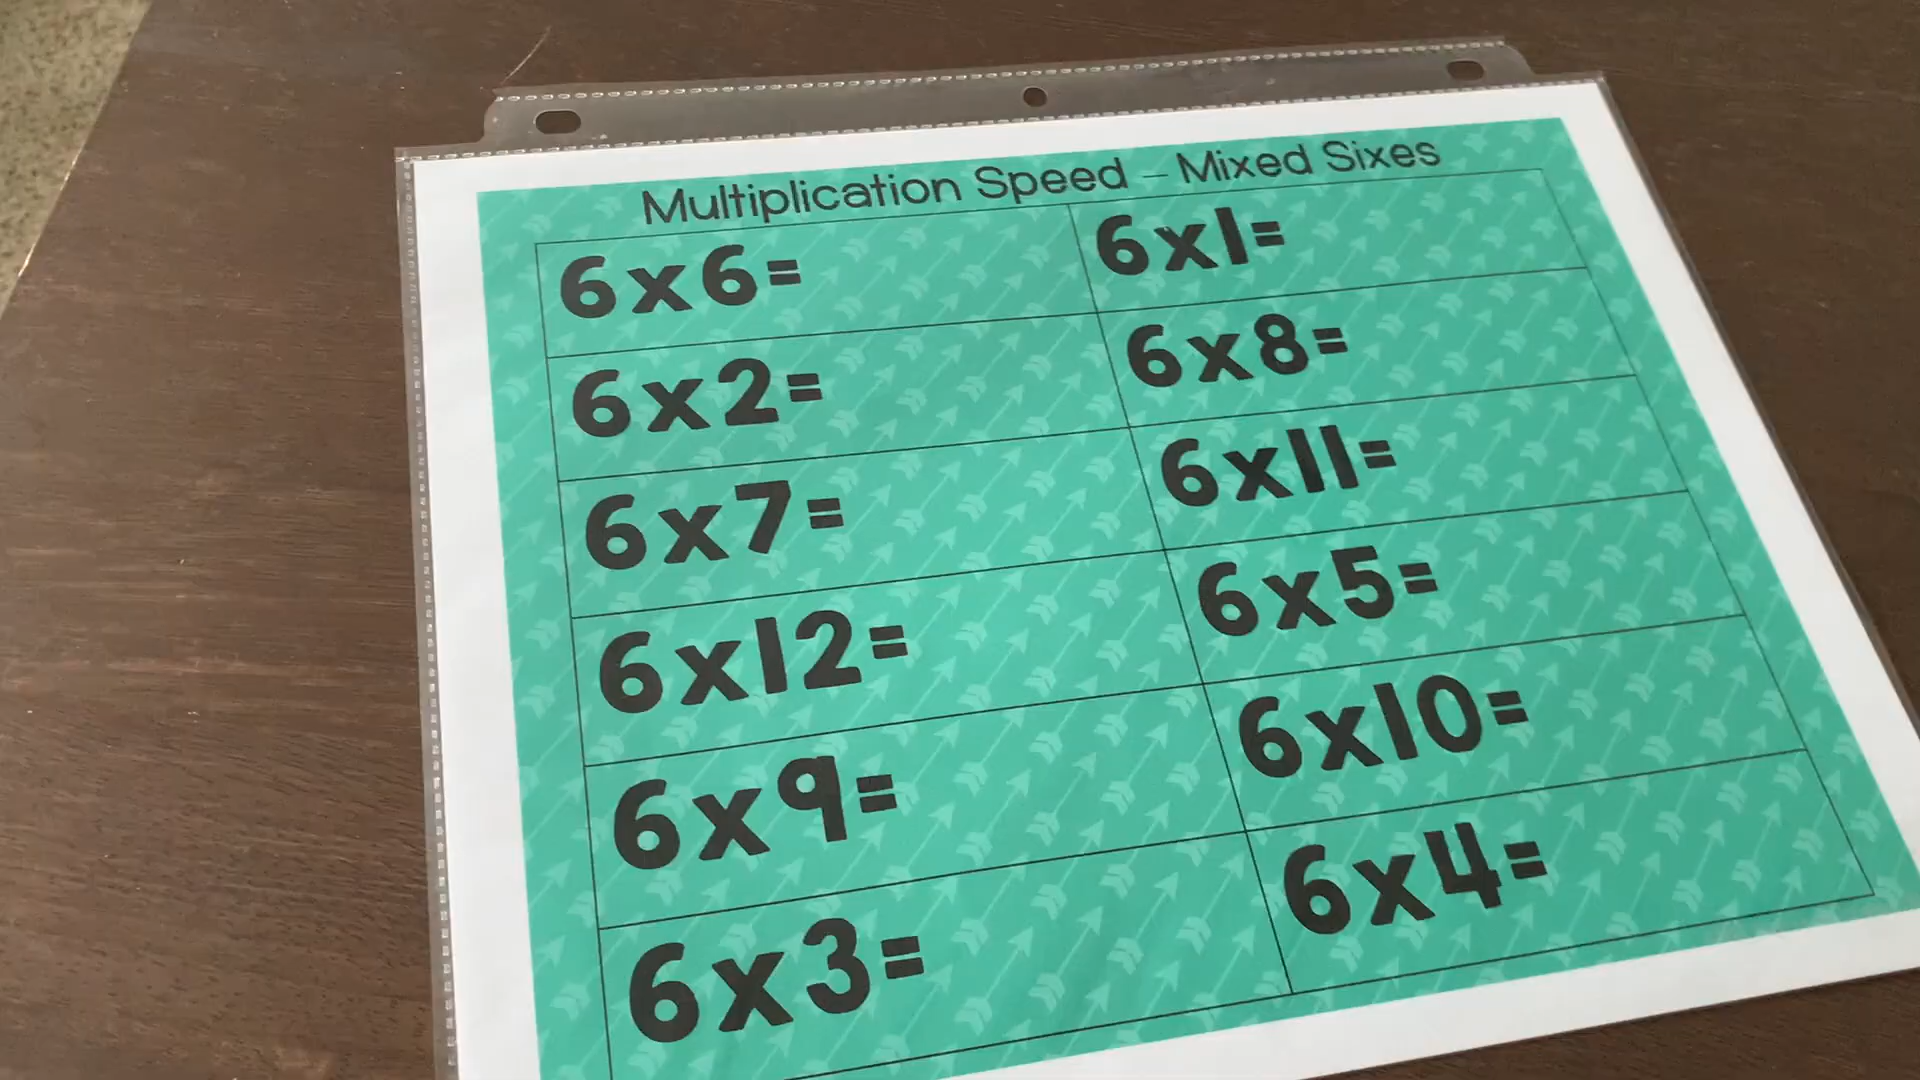 Multiplication Speed – Mixed Sixes
6x6=
6x1=
6x2=
6x8=
6x7=
6x11=
6x12=
6x5=
6x9=
6x10=
6x3=
6x4=